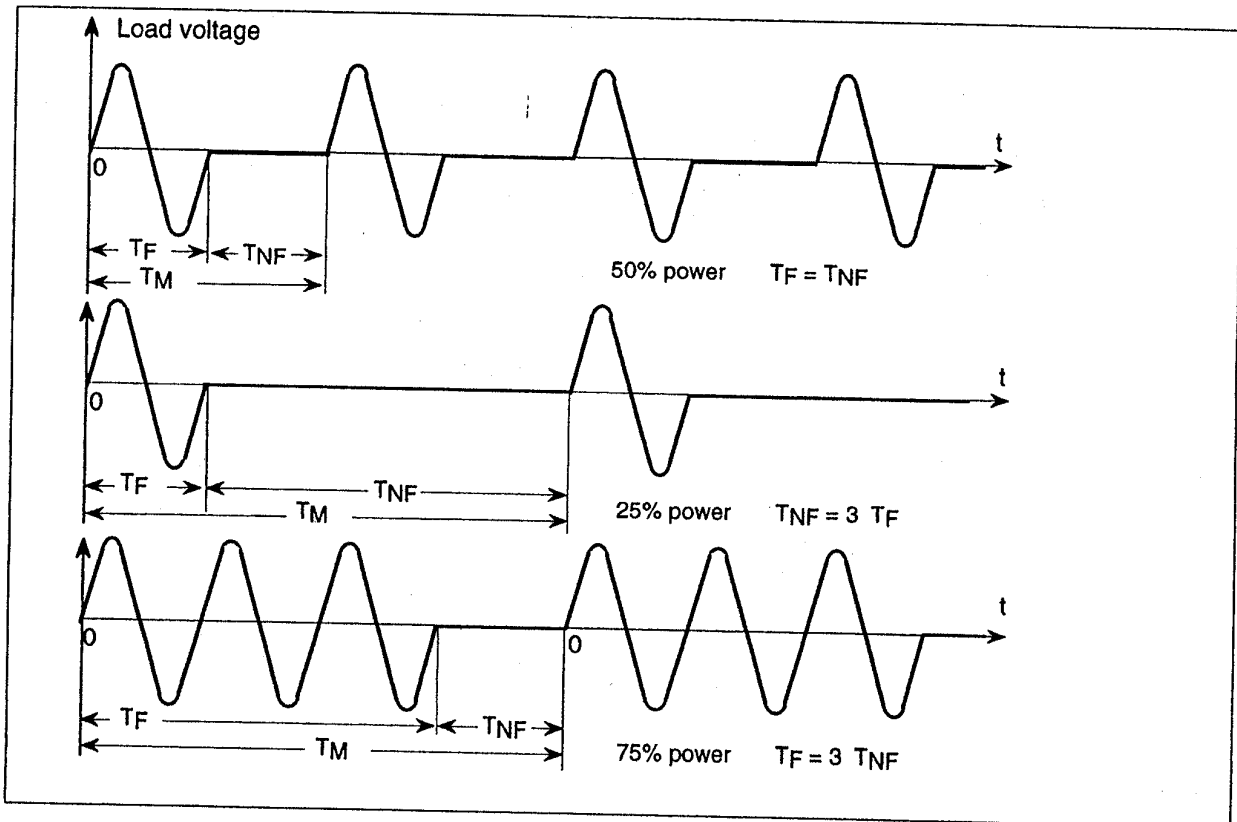 Load voltage
t
0
TF TNF
TM
50% power TF = TNF
t
0
TF TNF
TM
25% power TNF = 3 TF
t
0 0
TF TNF
TM
75% power TF = 3 TNF